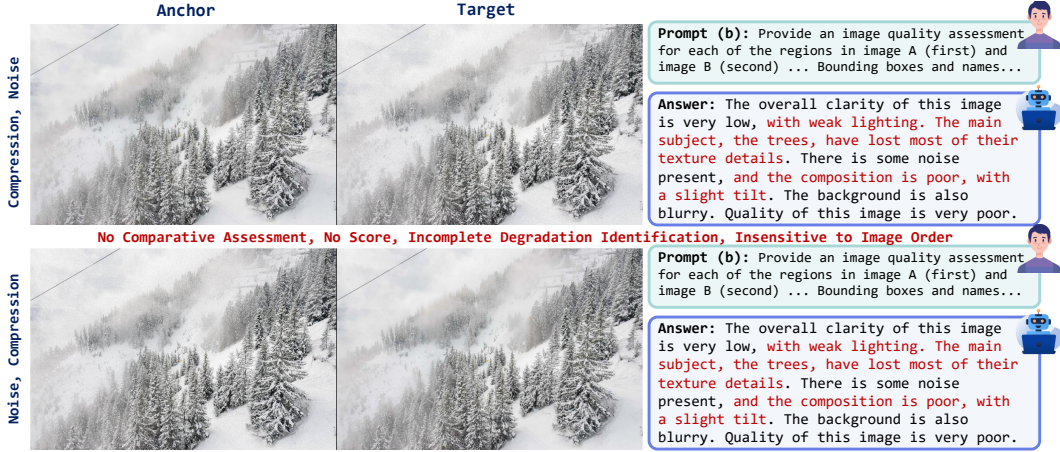 Anchor
Target
Compression, Noise
Prompt (b): Provide an image quality assessment
for each of the regions in image A (first) and
image B (second) ... Bounding boxes and names...
Answer: The overall clarity of this image
is very low, with weak lighting. The main
subject, the trees, have lost most of their
texture details. There is some noise
present, and the composition is poor, with
a slight tilt. The background is also
blurry. Quality of this image is very poor.
No Comparative Assessment, No Score, Incomplete Degradation Identification, Insensitive to Image Order
Noise, Compression
Prompt (b): Provide an image quality assessment
for each of the regions in image A (first) and
image B (second) ... Bounding boxes and names...
Answer: The overall clarity of this image
is very low, with weak lighting. The main
subject, the trees, have lost most of their
texture details. There is some noise
present, and the composition is poor, with
a slight tilt. The background is also
blurry. Quality of this image is very poor.